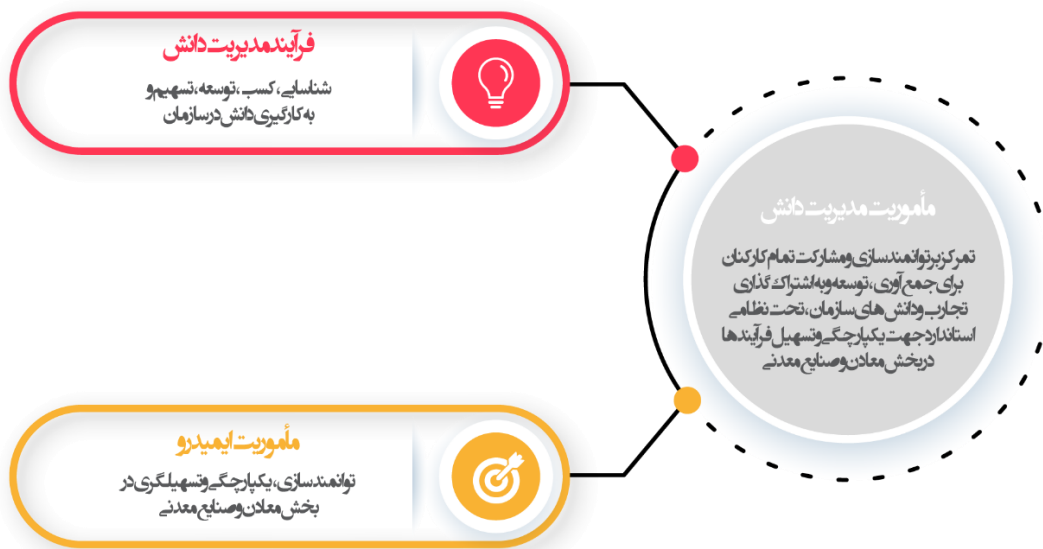 فرآیند مدیریت دانش
شناسایی، کسب، توسعه، تسهیم و
به کارگیری دانش در سازمان
مأموریت مدیریت دانش
تمرکز بر توانمندسازی و مشارکت تمام کارکنان
برای جمع‌آوری، توسعه و به اشتراک گذاری
تجارب و دانش های سازمان، تحت نظامی
استاندارد جهت یکپارچگی و تسهیل فرآیندها
در بخش معادن و صنایع معدنی
مأموریت ایمیدرو
توانمندسازی، یکپارچگی و تسهیلگری در
بخش معادن و صنایع معدنی